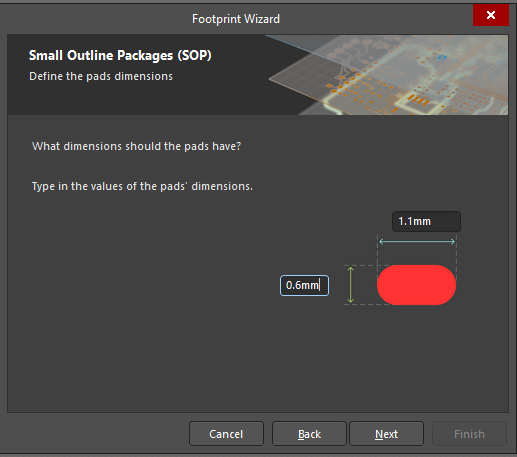 Footprint Wizard
Small Outline Packages (SOP)
Define the pads dimensions
What dimensions should the pads have?
Type in the values of the pads' dimensions.
1.1mm
0.6mm
Cancel
Back
Next
Finish